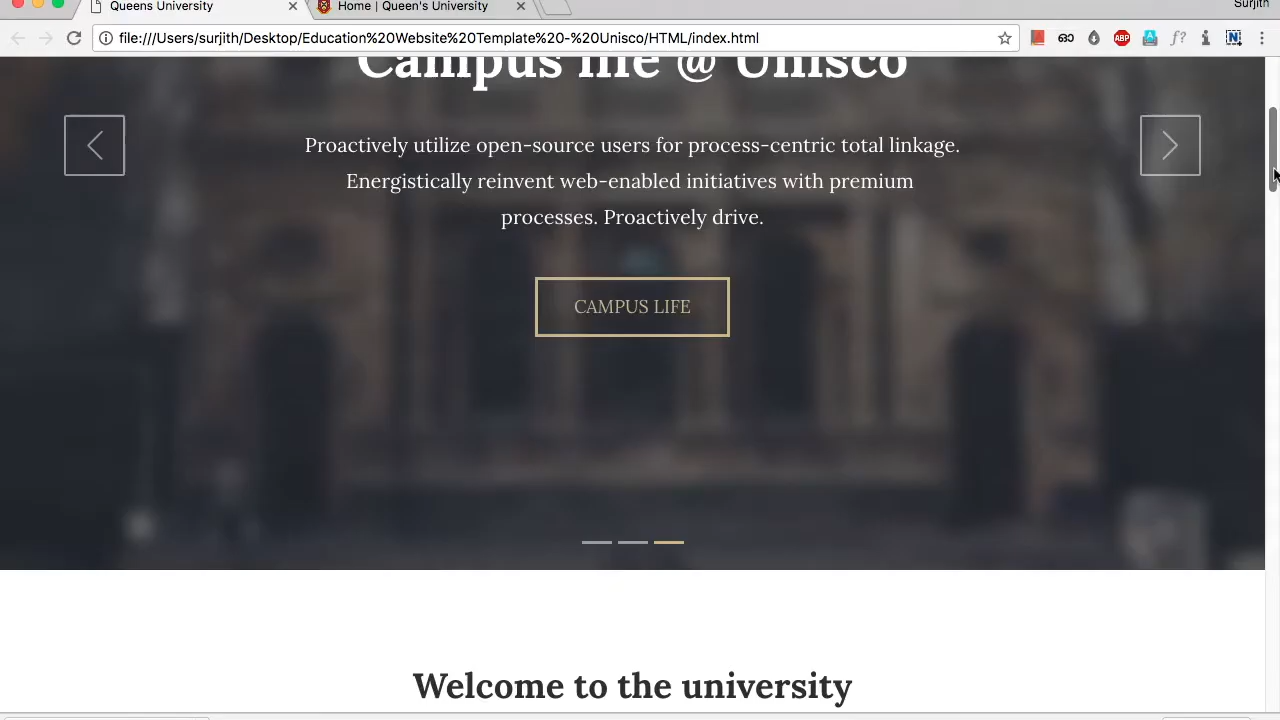 Queens University
Home | Queen's University
Surjith
file:///Users/surjith/Desktop/Education%20Website%20Template%20-%20Unisco/HTML/index.html
ABP
Campus life @ Unisco
Proactively utilize open-source users for process-centric total linkage.
Energistically reinvent web-enabled initiatives with premium
processes. Proactively drive.
CAMPUS LIFE
Welcome to the university